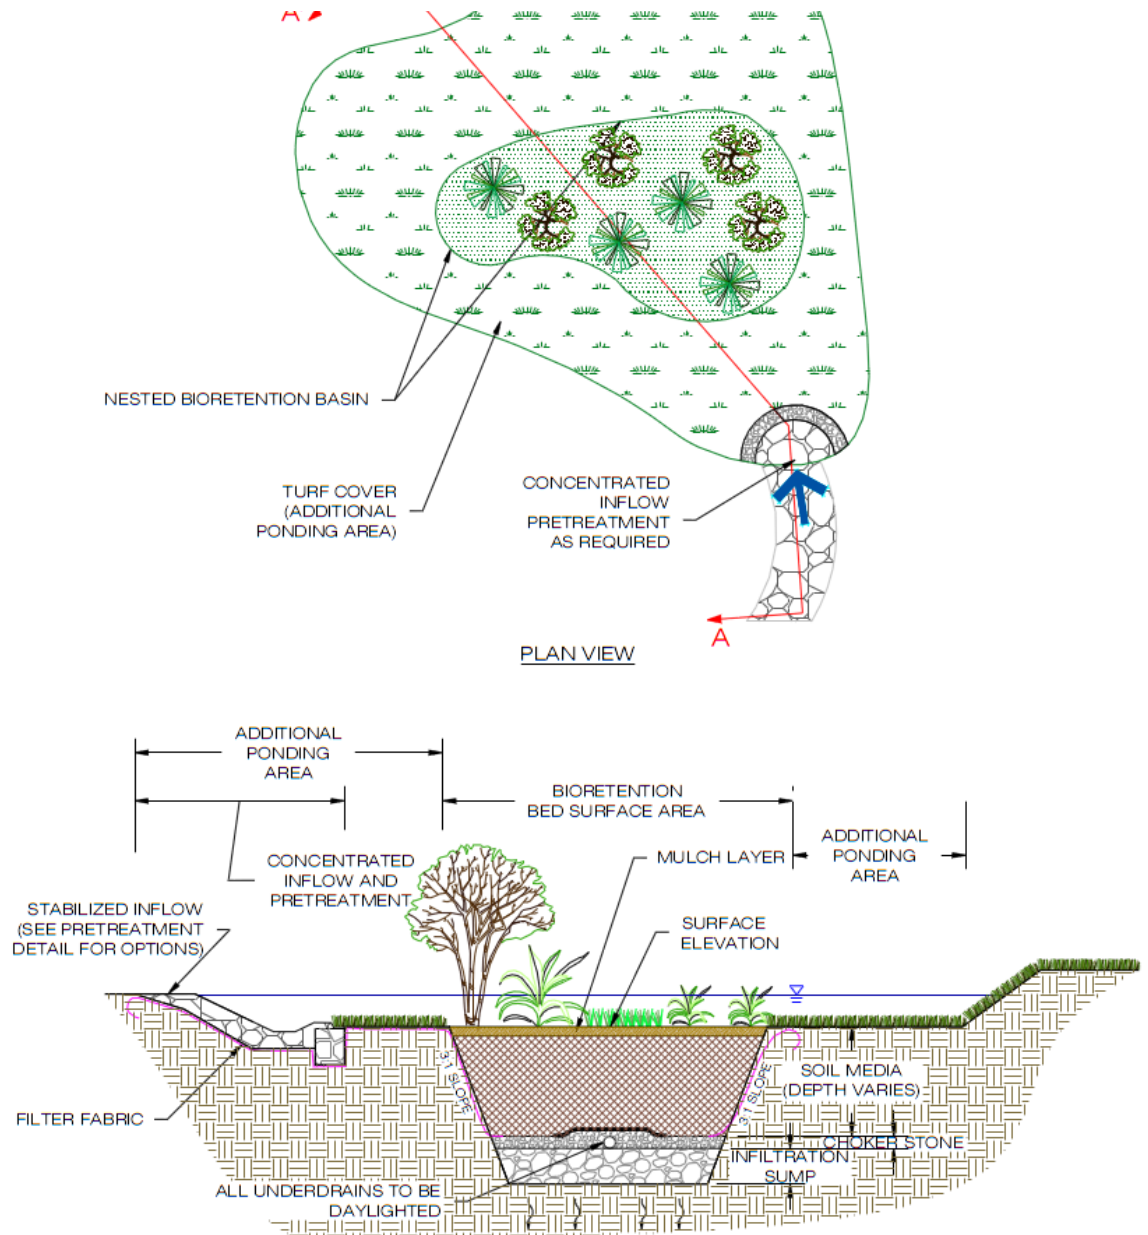 A
NESTED BIORETENTION BASIN
TURF COVER
(ADDITIONAL
PONDING AREA)
CONCENTRATED
INFLOW
PRETREATMENT
AS REQUIRED
A
PLAN VIEW
ADDITIONAL
PONDING
AREA
BIORETENTION
BED SURFACE AREA
ADDITIONAL
PONDING
AREA
MULCH LAYER
CONCENTRATED
INFLOW AND
PRETREATMENT
STABILIZED INFLOW
(SEE PRETREATMENT
DETAIL FOR OPTIONS)
SURFACE
ELEVATION
3:1 SLOPE
3:1 SLOPE
SOIL MEDIA
(DEPTH VARIES)
FILTER FABRIC
CHOKER STONE
INFILTRATION
SUMP
ALL UNDERDRAINS TO BE
DAYLIGHTED